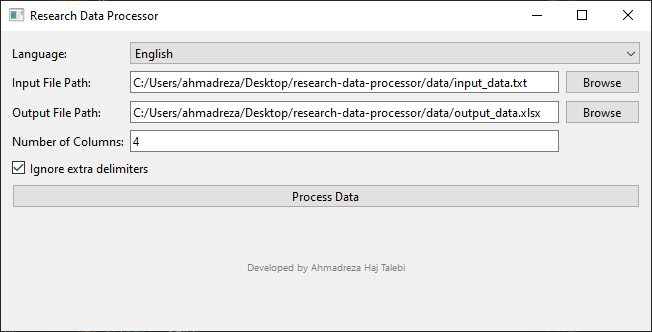 Research Data Processor
Language: English
Input File Path: C:/Users/ahmadreza/Desktop/research-data-processor/data/input_data.txt Browse
Output File Path: C:/Users/ahmadreza/Desktop/research-data-processor/data/output_data.xlsx Browse
Number of Columns: 4
Ignore extra delimiters
Process Data
Developed by Ahmadreza Haj Talebi